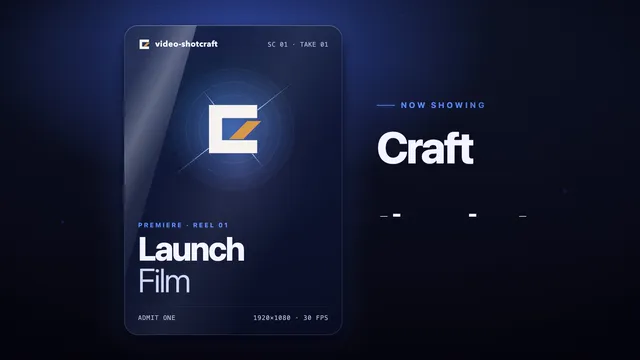 video-shotcraft
SC 01 · TAKE 01
PREMIERE · REEL 01
Launch
Film
ADMIT ONE
1920×1080 · 30 FPS
NOW SHOWING
Craft